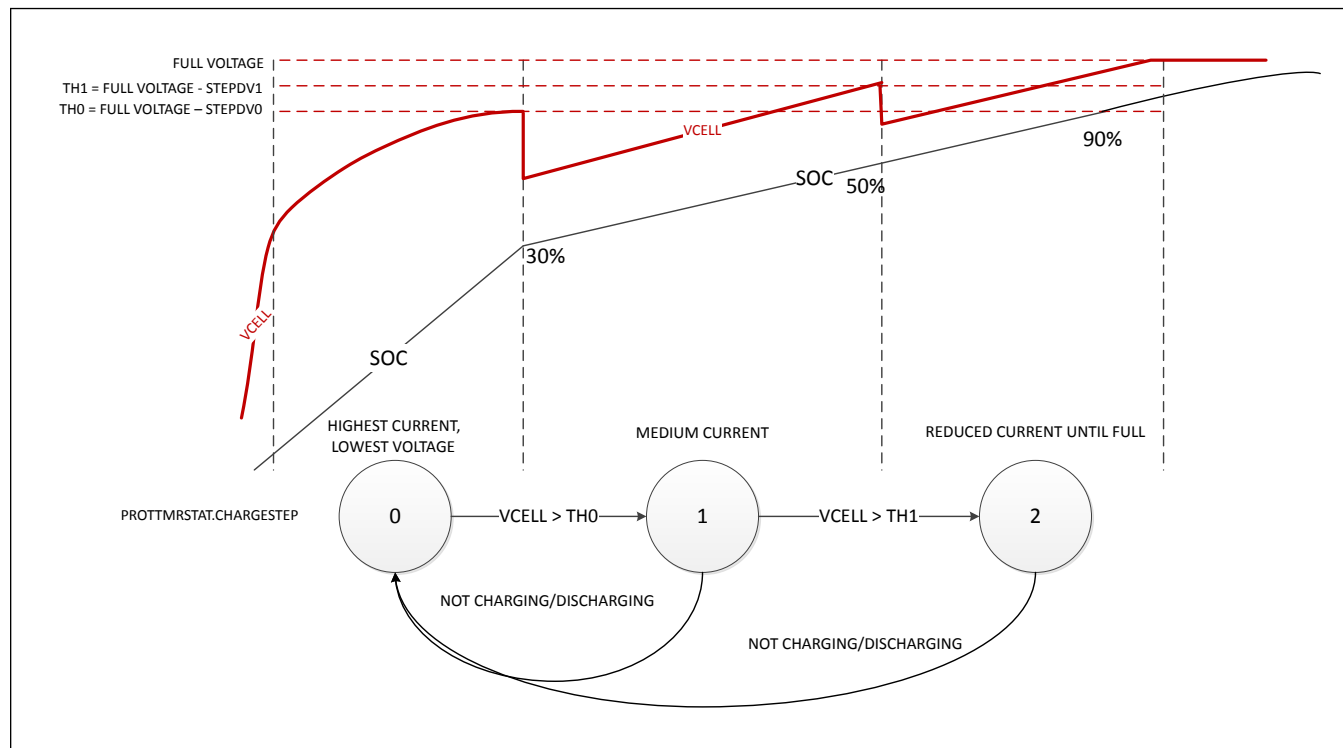 FULL VOLTAGE
TH1 = FULL VOLTAGE - STEPDV1
TH0 = FULL VOLTAGE – STEPDV0
VCELL
90%
SOC
50%
30%
VCELL
SOC
HIGHEST CURRENT,
LOWEST VOLTAGE
MEDIUM CURRENT
REDUCED CURRENT UNTIL FULL
PROTTMRSTAT.CHARGESTEP
0
VCELL > TH0
1
VCELL > TH1
2
NOT CHARGING/DISCHARGING
NOT CHARGING/DISCHARGING